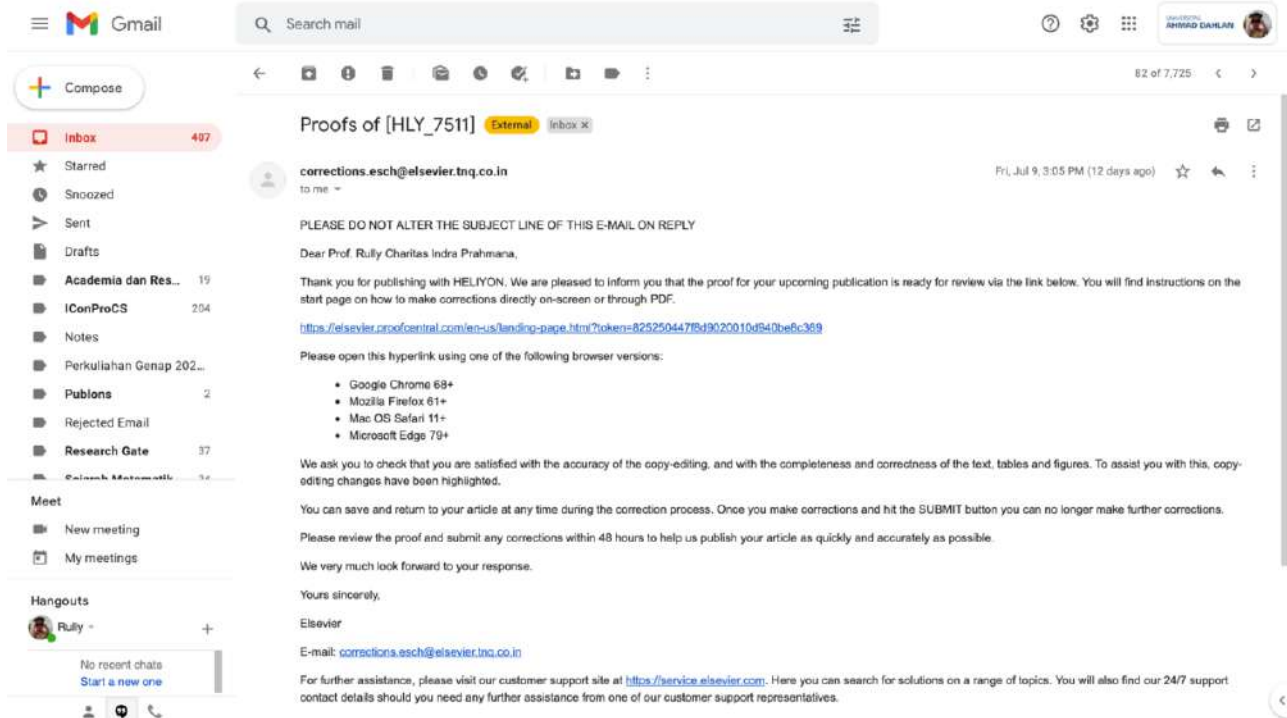 Gmail
Search mail
UNIVERSITAS
AHMAD DAHLAN
Compose
82 of 7,725
Inbox 407
Starred
Snoozed
Sent
Drafts
Academia dan Res... 19
IConProCS 204
Notes
Perkuliahan Genap 202...
Publons 2
Rejected Email
Research Gate 37
Sejarah Matematik
Meet
New meeting
My meetings
Hangouts
Rully
No recent chats
Start a new one
Proofs of [HLY_7511] External Inbox x
corrections.esch@elsevier.tnq.co.in
Fri, Jul 9, 3:05 PM (12 days ago)
to me
PLEASE DO NOT ALTER THE SUBJECT LINE OF THIS E-MAIL ON REPLY
Dear Prof. Rully Charitas Indra Prahmana,
Thank you for publishing with HELIYON. We are pleased to inform you that the proof for your upcoming publication is ready for review via the link below. You will find instructions on the
start page on how to make corrections directly on-screen or through PDF.
https://elsevier.proofcentral.com/en-us/landing-page.html?token=825250447f8d9020010d940be8c369
Please open this hyperlink using one of the following browser versions:
• Google Chrome 68+
• Mozilla Firefox 61+
• Mac OS Safari 11+
• Microsoft Edge 79+
We ask you to check that you are satisfied with the accuracy of the copy-editing, and with the completeness and correctness of the text, tables and figures. To assist you with this, copy-
editing changes have been highlighted.
You can save and return to your article at any time during the correction process. Once you make corrections and hit the SUBMIT button you can no longer make further corrections.
Please review the proof and submit any corrections within 48 hours to help us publish your article as quickly and accurately as possible.
We very much look forward to your response.
Yours sincerely,
Elsevier
E-mail: corrections.esch@elsevier.tnq.co.in
For further assistance, please visit our customer support site at https://service.elsevier.com. Here you can search for solutions on a range of topics. You will also find our 24/7 support
contact details should you need any further assistance from one of our customer support representatives.